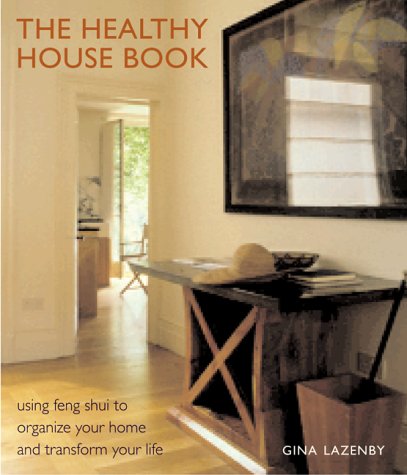 THE HEALTHY
HOUSE BOOK
using feng shui to
organize your home
and transform your life
GINA LAZENBY